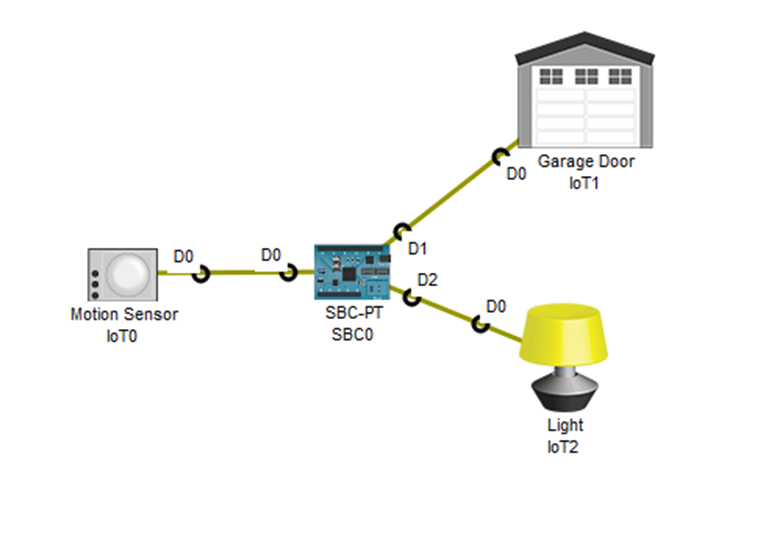 Garage Door
IoT1
D0
D1
D0
D0
Motion Sensor
IoT0
SBC-PT
SBC0
D2
D0
Light
IoT2